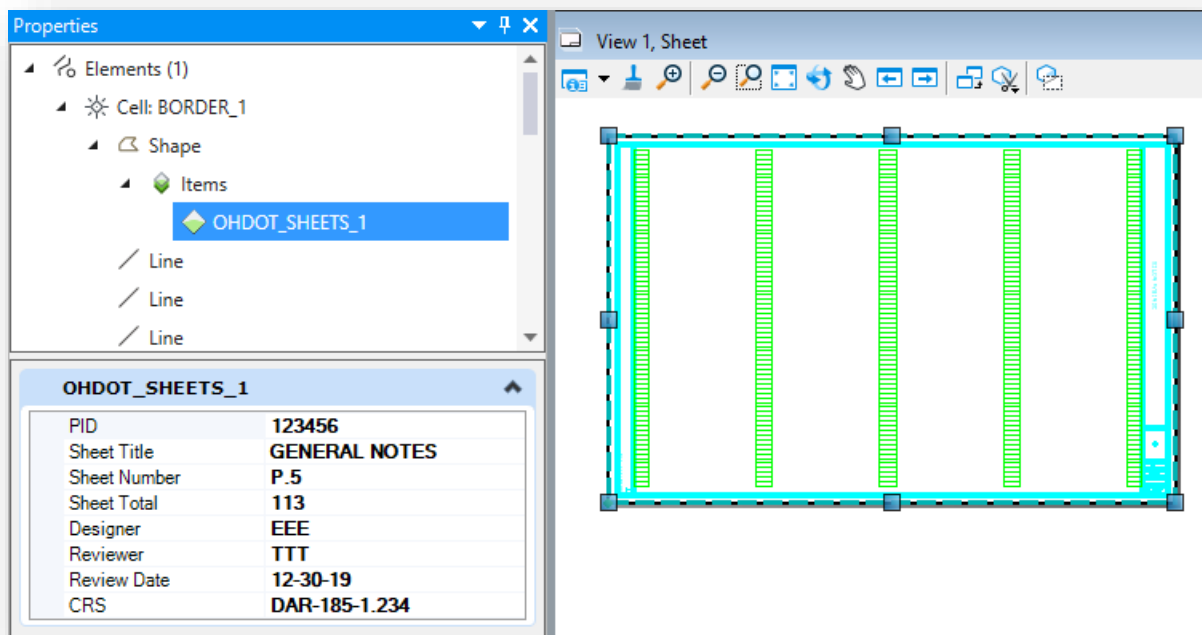 Properties
Elements (1)
Cell: BORDER_1
Shape
Items
OHDOT_SHEETS_1
Line
Line
Line
OHDOT_SHEETS_1
PID 123456
Sheet Title GENERAL NOTES
Sheet Number P.5
Sheet Total 113
Designer EEE
Reviewer TTT
Review Date 12-30-19
CRS DAR-185-1.234
View 1, Sheet